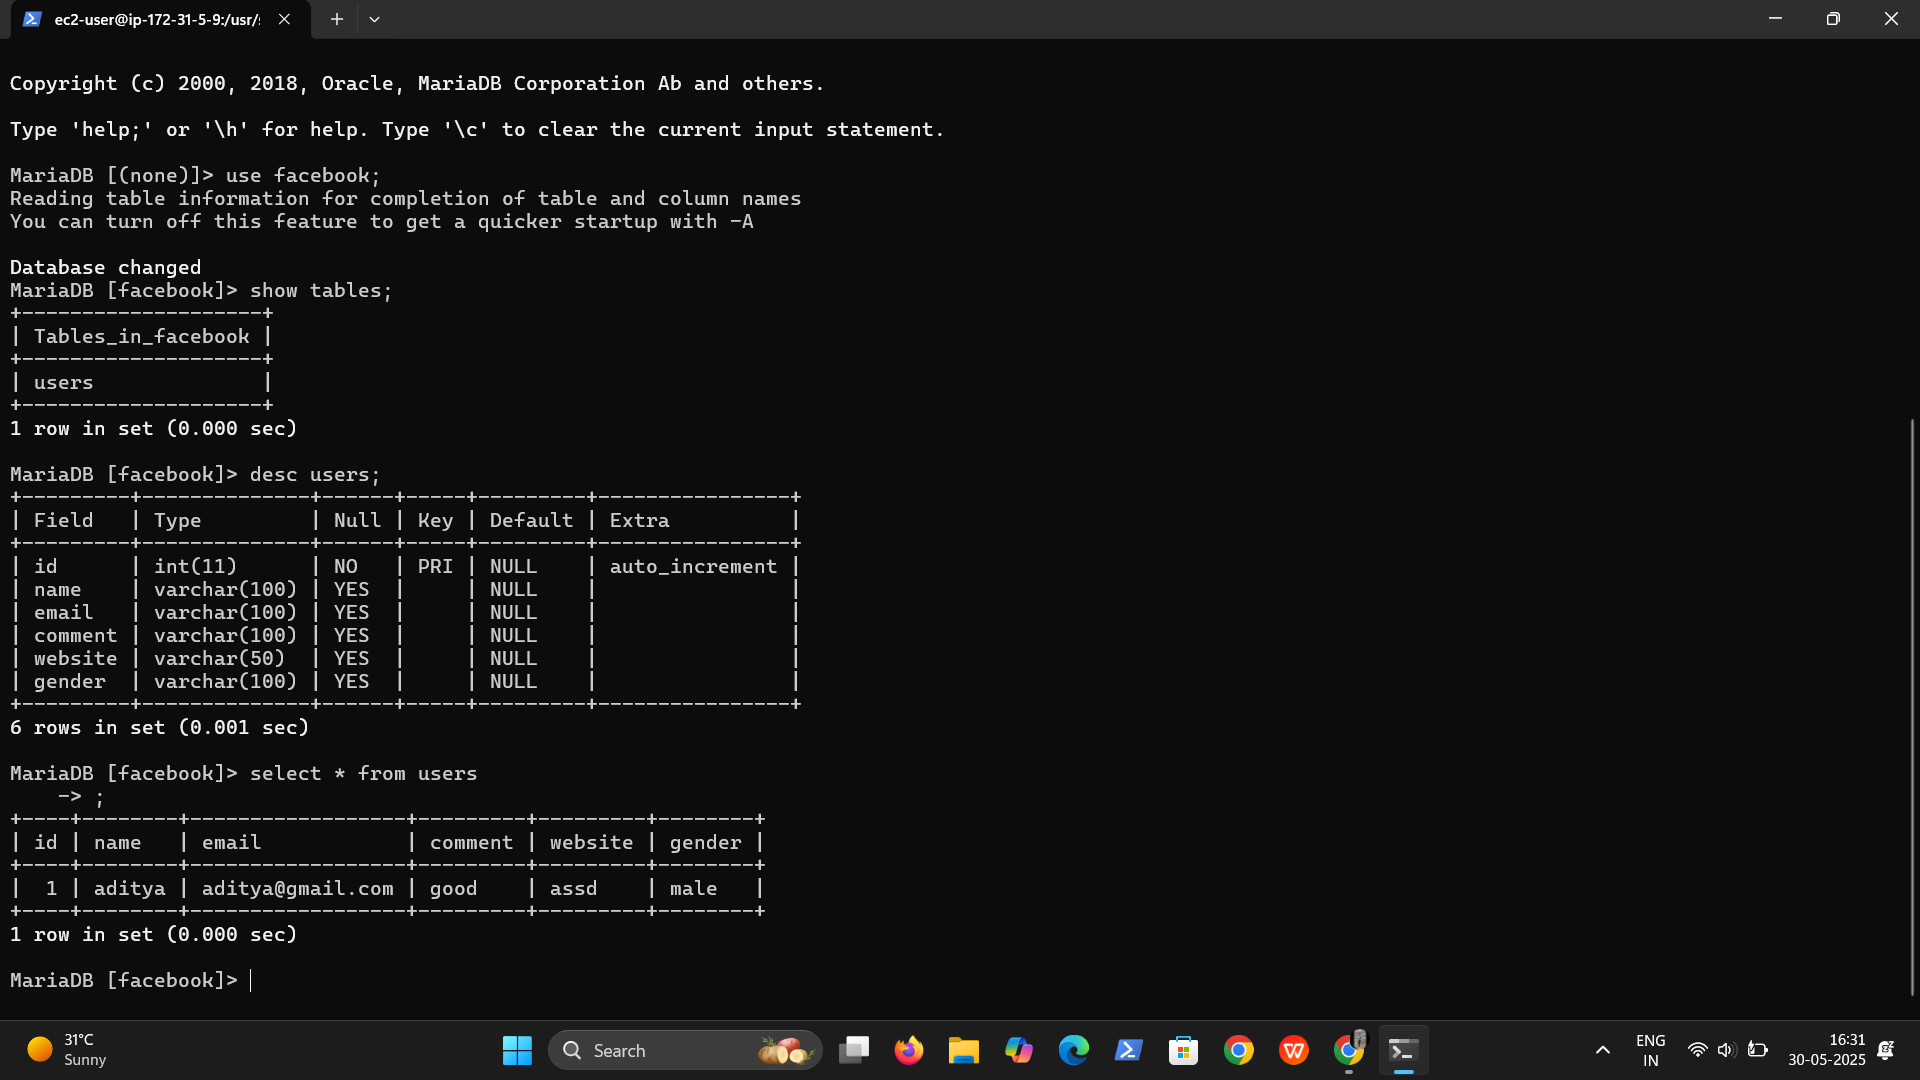 ec2-user@ip-172-31-5-9:/usr/
Copyright (c) 2000, 2018, Oracle, MariaDB Corporation Ab and others.
Type 'help;' or '\h' for help. Type '\c' to clear the current input statement.
MariaDB [(none)]> use facebook;
Reading table information for completion of table and column names
You can turn off this feature to get a quicker startup with -A
Database changed
MariaDB [facebook]> show tables;
+--------------------+
| Tables_in_facebook |
+--------------------+
| users              |
+--------------------+
1 row in set (0.000 sec)
MariaDB [facebook]> desc users;
+---------+--------------+------+-----+---------+----------------+
| Field   | Type         | Null | Key | Default | Extra          |
+---------+--------------+------+-----+---------+----------------+
| id      | int(11)      | NO   | PRI | NULL    | auto_increment |
| name    | varchar(100) | YES  |     | NULL    |                |
| email   | varchar(100) | YES  |     | NULL    |                |
| comment | varchar(100) | YES  |     | NULL    |                |
| website | varchar(50)  | YES  |     | NULL    |                |
| gender  | varchar(100) | YES  |     | NULL    |                |
+---------+--------------+------+-----+---------+----------------+
6 rows in set (0.001 sec)
MariaDB [facebook]> select * from users
    -> ;
+----+--------+------------------+---------+---------+--------+
| id | name   | email            | comment | website | gender |
+----+--------+------------------+---------+---------+--------+
|  1 | aditya | aditya@gmail.com | good    | assd    | male   |
+----+--------+------------------+---------+---------+--------+
1 row in set (0.000 sec)
MariaDB [facebook]>
31°C
Sunny
Search
ENG
IN
16:31
30-05-2025